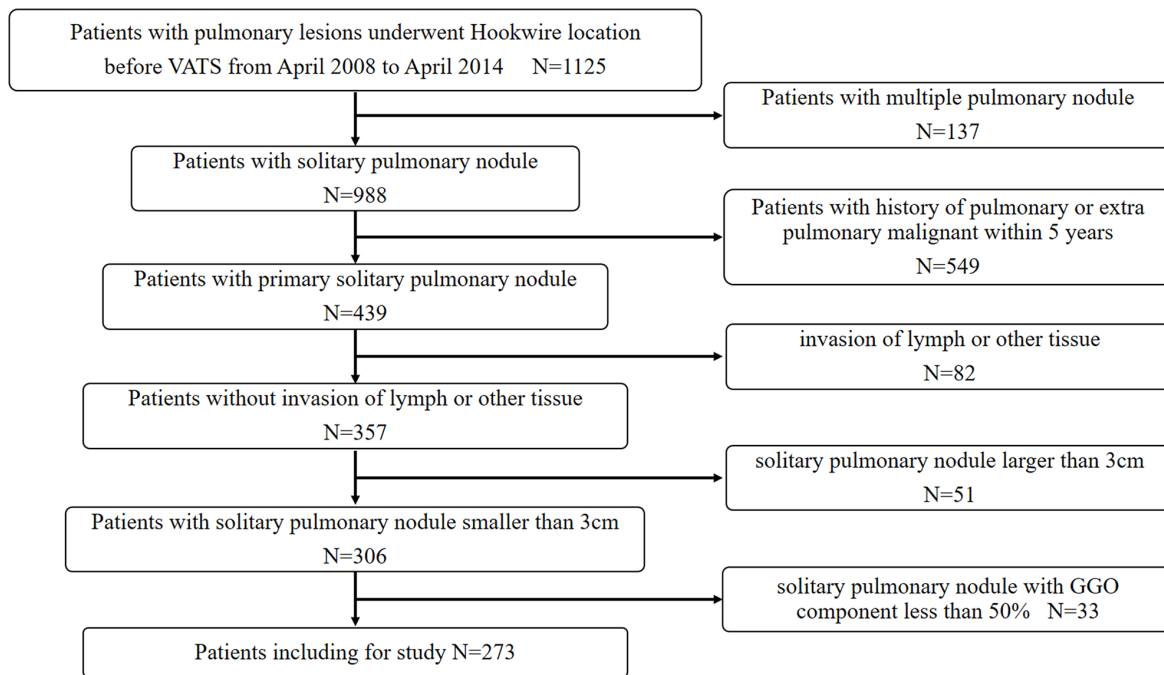 Patients with pulmonary lesions underwent Hookwire location
before VATS from April 2008 to April 2014 N=1125
Patients with multiple pulmonary nodule
N=137
Patients with solitary pulmonary nodule
N=988
Patients with history of pulmonary or extra
pulmonary malignant within 5 years
N=549
Patients with primary solitary pulmonary nodule
N=439
invasion of lymph or other tissue
N=82
Patients without invasion of lymph or other tissue
N=357
solitary pulmonary nodule larger than 3cm
N=51
Patients with solitary pulmonary nodule smaller than 3cm
N=306
solitary pulmonary nodule with GGO
component less than 50% N=33
Patients including for study N=273